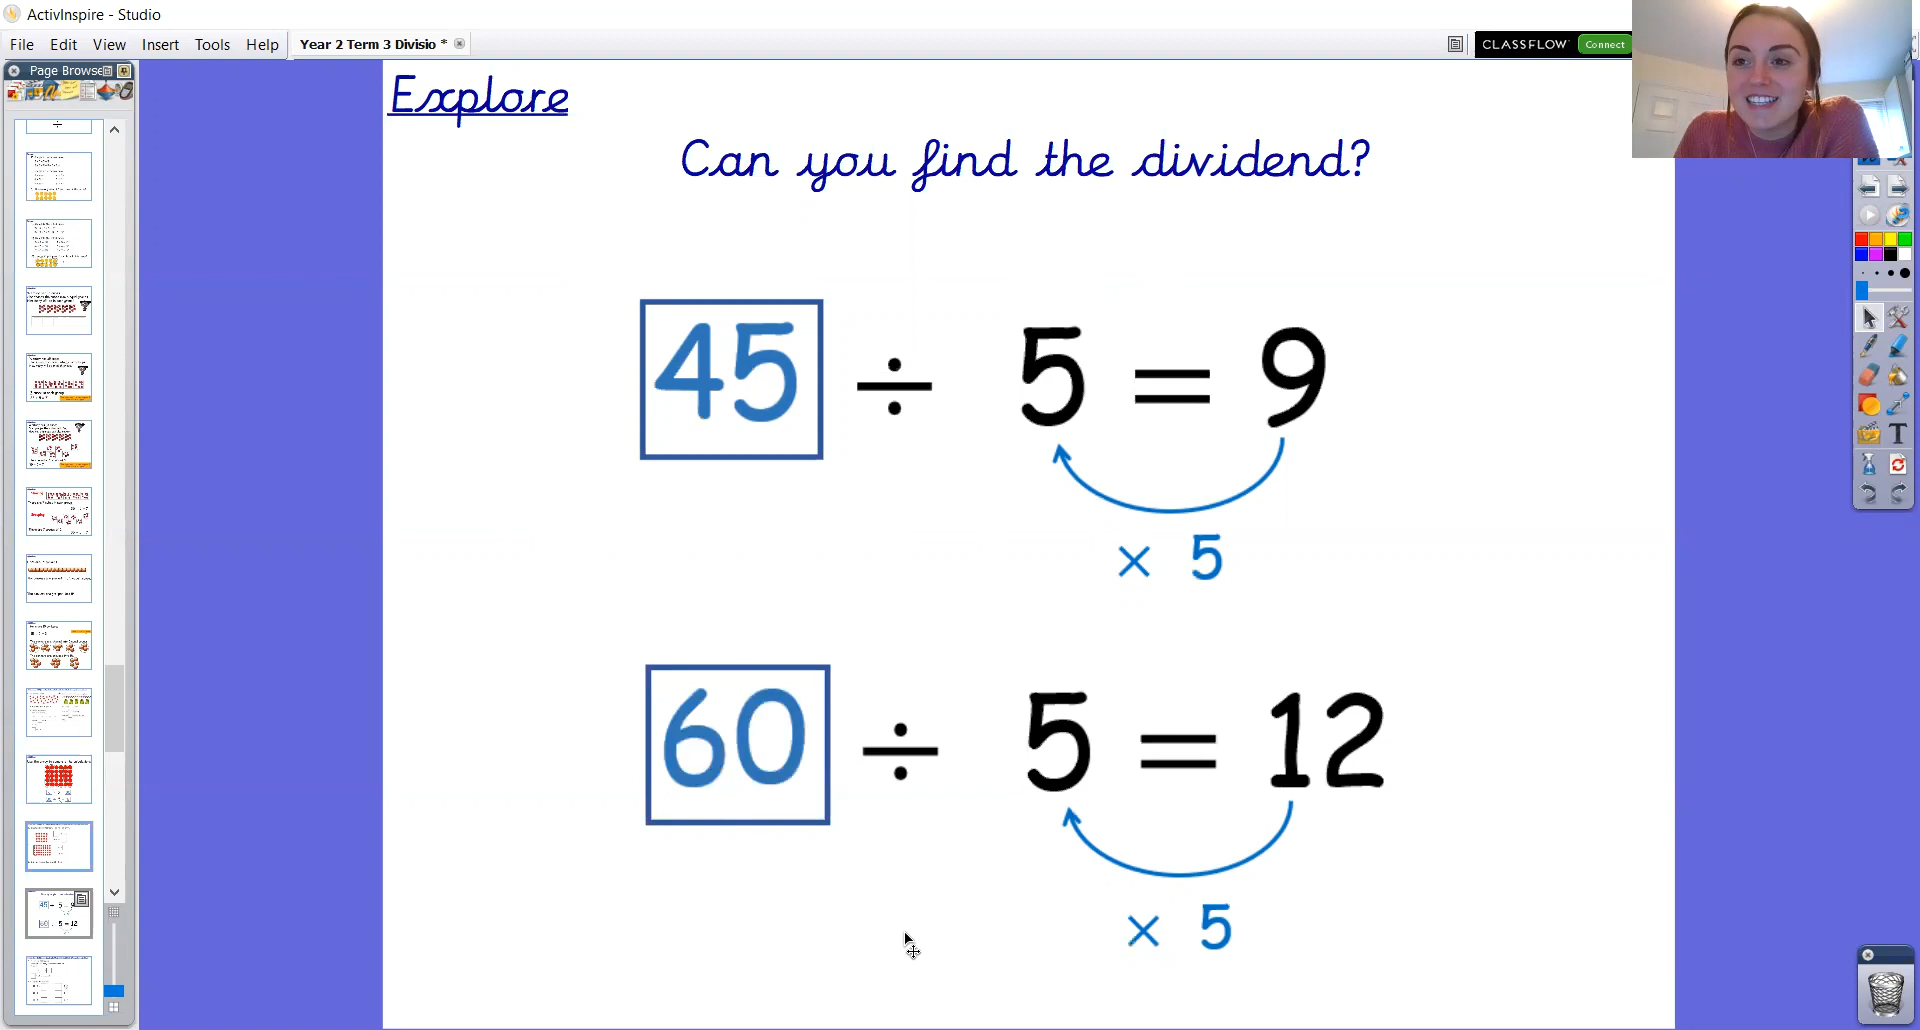 ActivInspire - Studio
File Edit View Insert Tools Help Year 2 Term 3 Divisio *
CLASSFLOW Connect
Page Browse
Explore
Can you find the dividend?
45 ÷ 5 = 9
× 5
60 ÷ 5 = 12
× 5